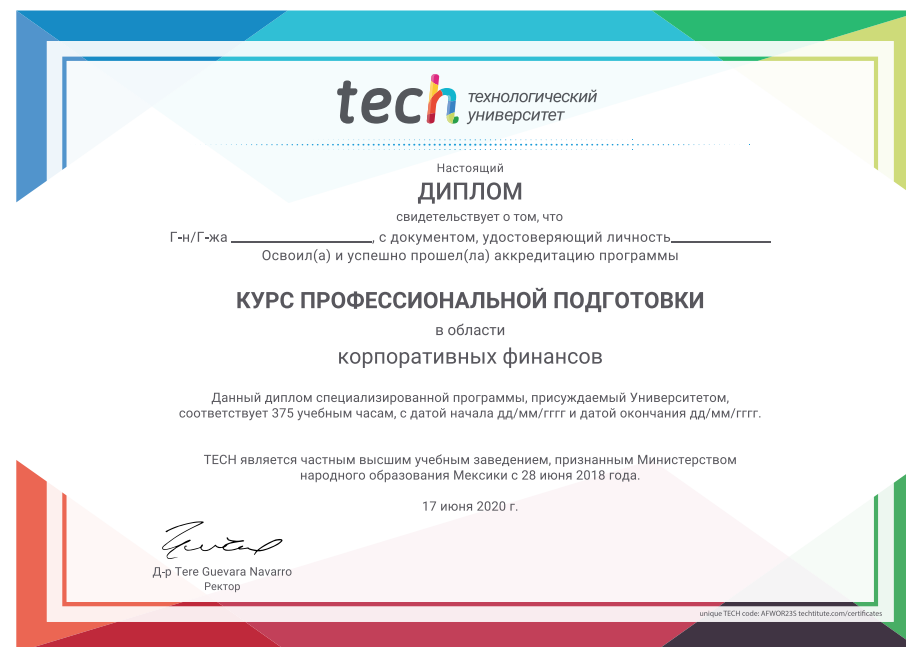 tech технологический
университет
Настоящий
ДИПЛОМ
свидетельствует о том, что
Г-н/Г-жа ____________________, с документом, удостоверяющий личность______________
Освоил(а) и успешно прошел(ла) аккредитацию программы
КУРС ПРОФЕССИОНАЛЬНОЙ ПОДГОТОВКИ
в области
корпоративных финансов
Данный диплом специализированной программы, присуждаемый Университетом,
соответствует 375 учебным часам, с датой начала дд/мм/гггг и датой окончания дд/мм/гггг.
TECH является частным высшим учебным заведением, признанным Министерством
народного образования Мексики с 28 июня 2018 года.
17 июня 2020 г.
Д-р Tere Guevara Navarro
Ректор
unique TECH code: AFWOR23S techtitute.com/certificates